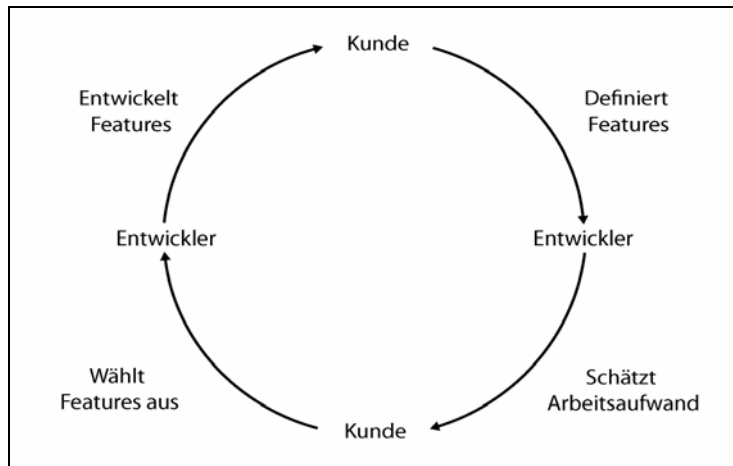 Kunde
Entwickelt
Features
Definiert
Features
Entwickler
Entwickler
Wählt
Features aus
Schätzt
Arbeitsaufwand
Kunde